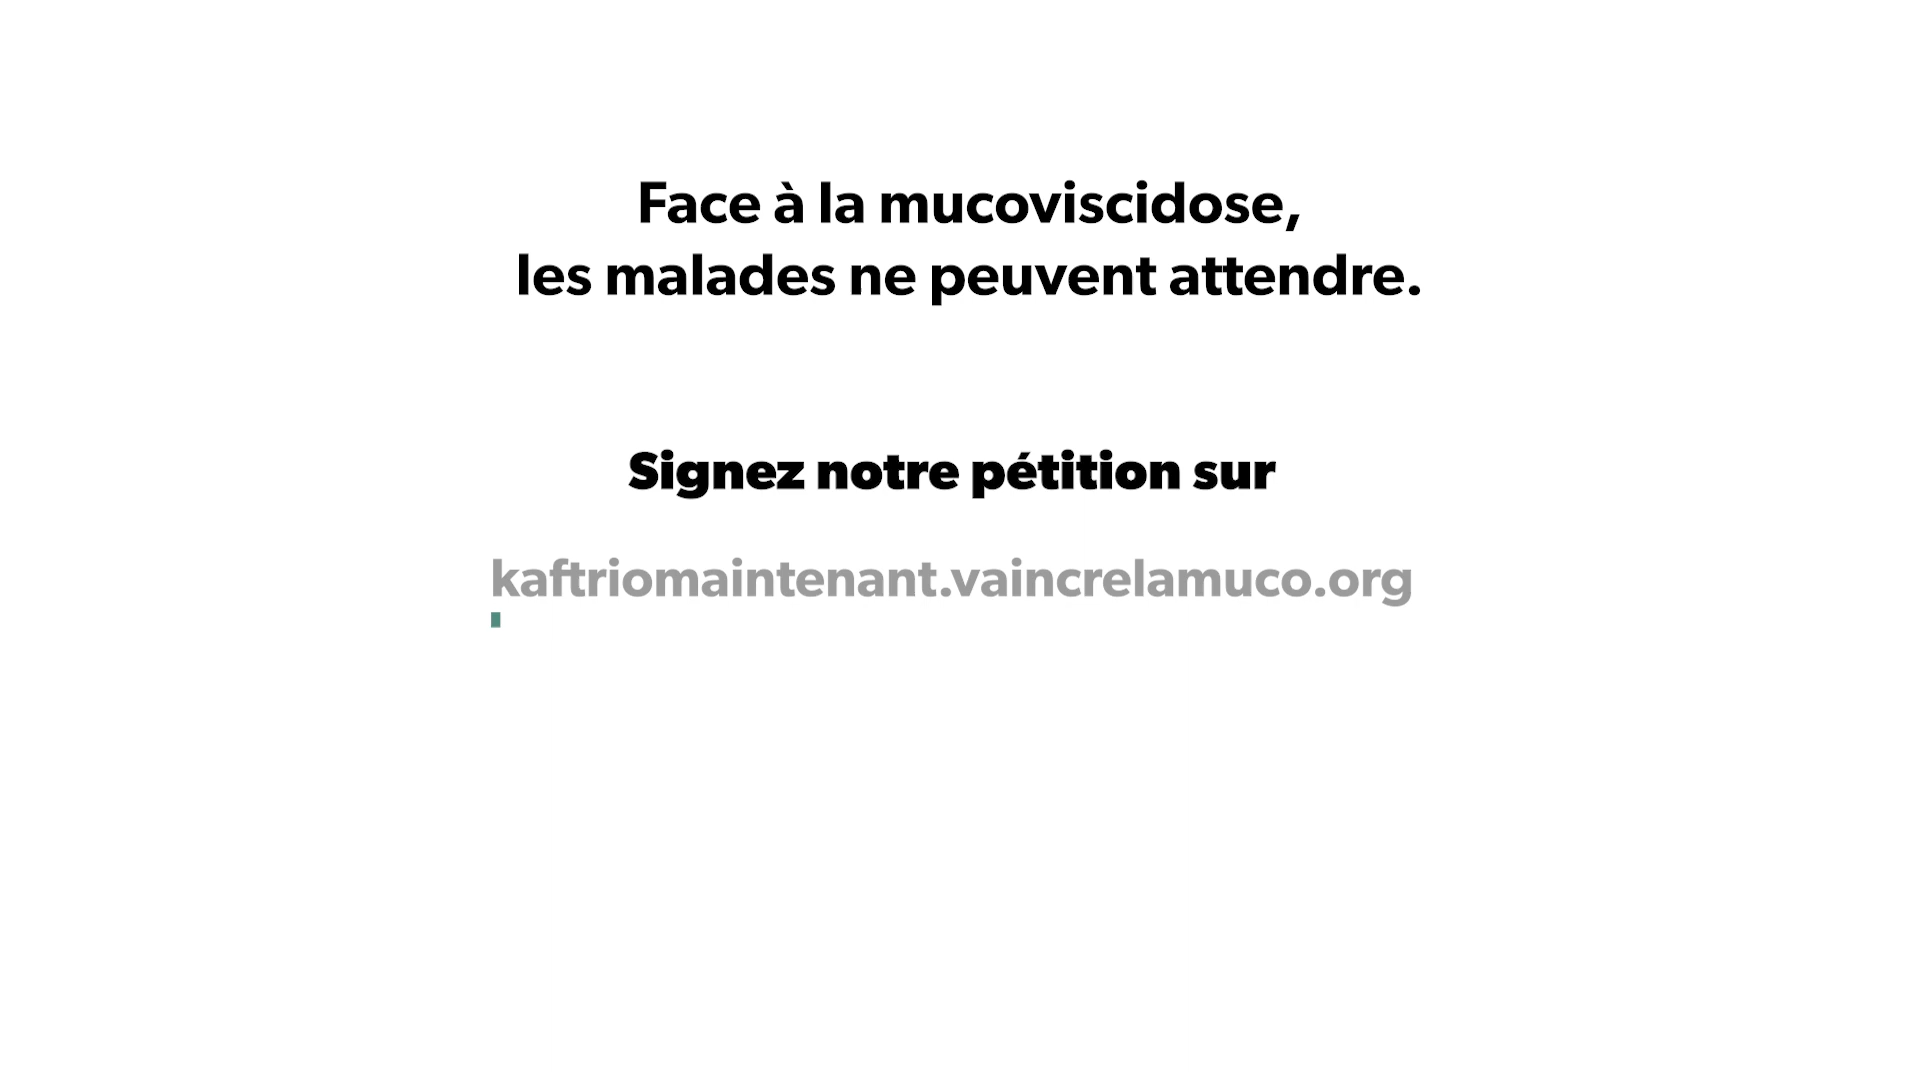 Face à la mucoviscidose,
les malades ne peuvent attendre.
Signez notre pétition sur
kaftriomaintenant.vaincrelamuco.org